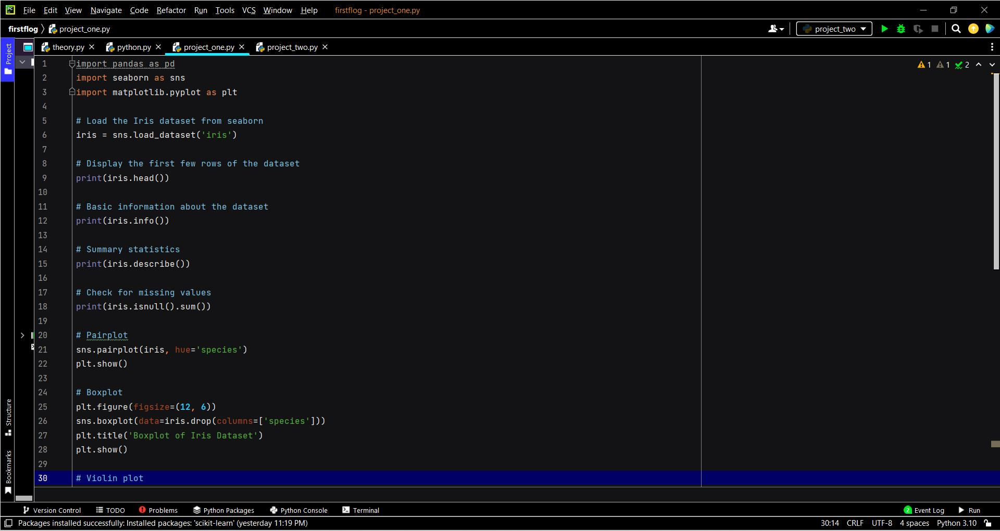 PC File Edit View Navigate Code Refactor Run Tools VCS Window Help firstflog - project_one.py
firstflog project_one.py project_two
Project
theory.py python.py project_one.py project_two.py
1 import pandas as pd
1 1 2
2 import seaborn as sns
3 import matplotlib.pyplot as plt
4
5 # Load the Iris dataset from seaborn
6 iris = sns.load_dataset('iris')
7
8 # Display the first few rows of the dataset
9 print(iris.head())
10
11 # Basic information about the dataset
12 print(iris.info())
13
14 # Summary statistics
15 print(iris.describe())
16
17 # Check for missing values
18 print(iris.isnull().sum())
19
20 # Pairplot
21 sns.pairplot(iris, hue='species')
22 plt.show()
23
24 # Boxplot
25 plt.figure(figsize=(12, 6))
26 sns.boxplot(data=iris.drop(columns=['species']))
27 plt.title('Boxplot of Iris Dataset')
28 plt.show()
29
30 # Violin plot
Structure
Bookmarks
Version Control TODO Problems Python Packages Python Console Terminal 2 Event Log Run
Packages installed successfully: Installed packages: 'scikit-learn' (yesterday 11:19 PM) 30:14 CRLF UTF-8 4 spaces Python 3.10